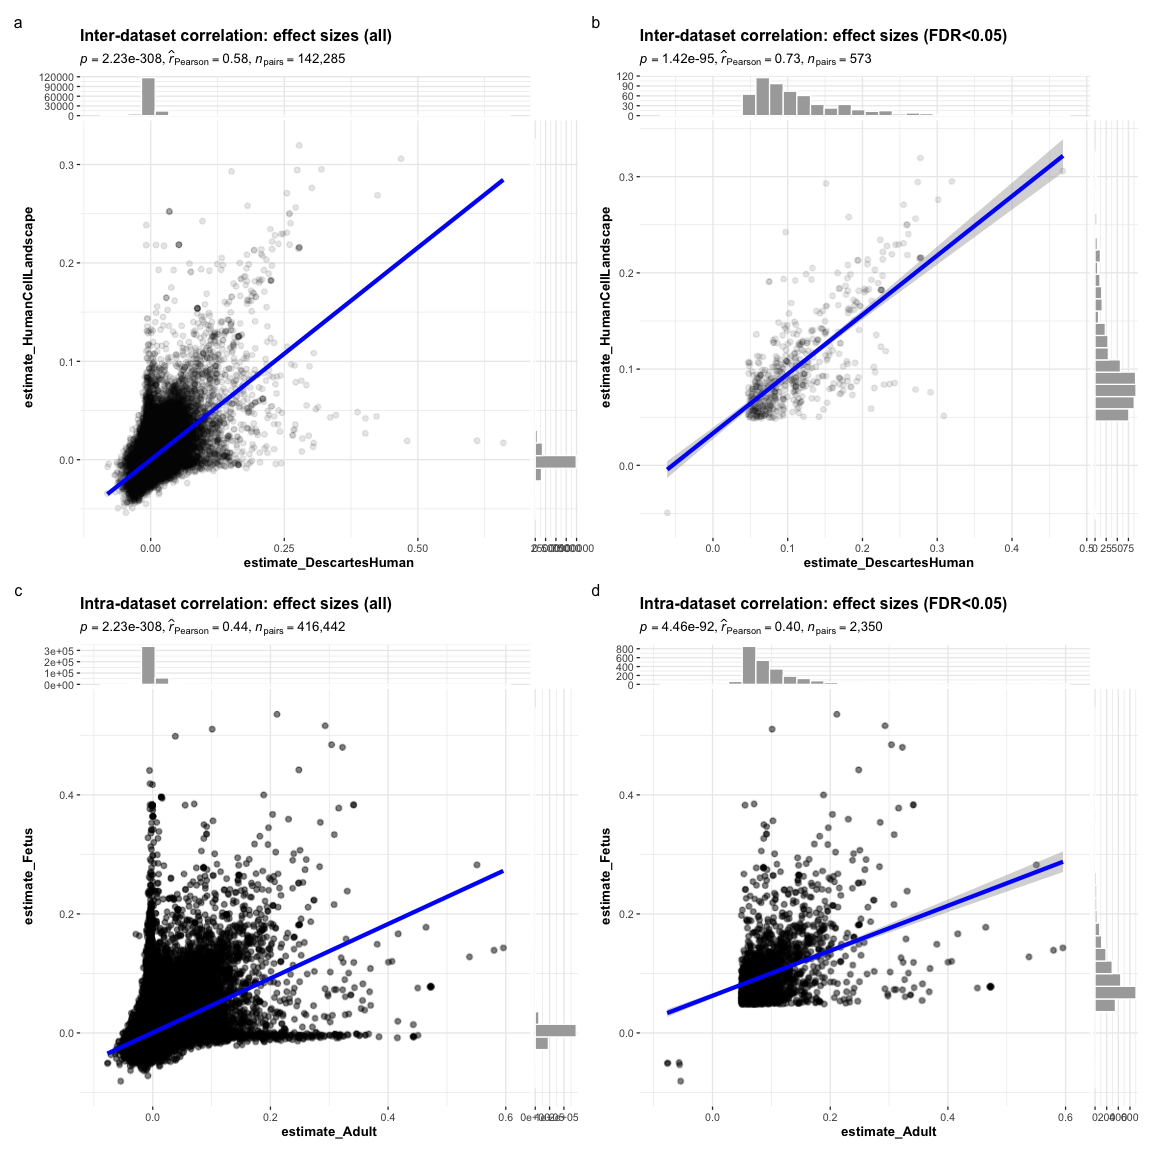 a
Inter-dataset correlation: effect sizes (all)
p = 2.23e-308, r̂Pearson = 0.58, npairs = 142,285
120000
90000
60000
30000
0
0.3
0.2
0.1
0.0
estimate_HumanCellLandscape
0.00 0.25 0.50
estimate_DescartesHuman
b
Inter-dataset correlation: effect sizes (FDR<0.05)
p = 1.42e-95, r̂Pearson = 0.73, npairs = 573
120
90
60
30
0
0.3
0.2
0.1
0.0
estimate_HumanCellLandscape
0.0 0.1 0.2 0.3 0.4 0.5
0 25 50 75
estimate_DescartesHuman
c
Intra-dataset correlation: effect sizes (all)
p = 2.23e-308, r̂Pearson = 0.44, npairs = 416,442
3e+05
2e+05
1e+05
0e+00
0.4
0.2
0.0
estimate_Fetus
0.0 0.2 0.4 0.6
estimate_Adult
d
Intra-dataset correlation: effect sizes (FDR<0.05)
p = 4.46e-92, r̂Pearson = 0.40, npairs = 2,350
800
600
400
200
0
0.4
0.2
0.0
estimate_Fetus
0.0 0.2 0.4 0.6
estimate_Adult